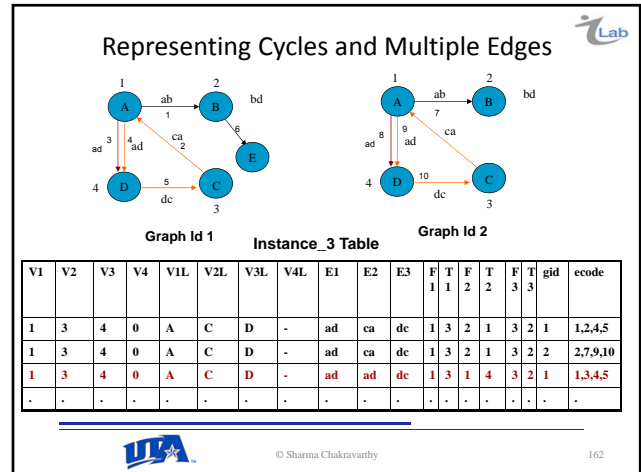 Lab
Representing Cycles and Multiple Edges
1 2
A ab B bd
1
ad 3 4 ad ca 2 6
E
5
4 D C
dc 3
Graph Id 1
1 2
A ab B bd
7
ad 8 9 ad ca
10
4 D C
dc 3
Graph Id 2
Instance_3 Table
V1 V2 V3 V4 V1L V2L V3L V4L E1 E2 E3 F1 T1 F2 T2 F3 T3 gid ecode
1 3 4 0 A C D - ad ca dc 1 3 2 1 3 2 1 1,2,4,5
1 3 4 0 A C D - ad ca dc 1 3 2 1 3 2 2 2,7,9,10
1 3 4 0 A C D - ad ad dc 1 3 1 4 3 2 1 1,3,4,5
. . . . . . . . . . . . . . . . . . .
UTA
© Sharma Chakravarthy 162